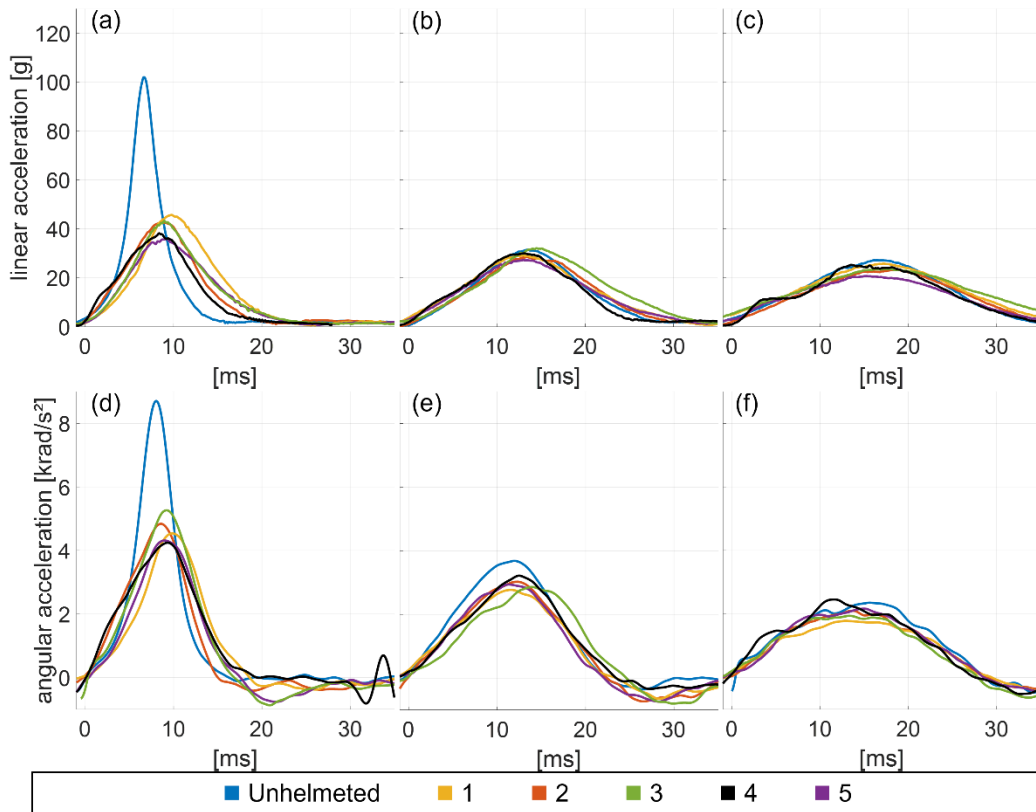 (a) (b) (c)
linear acceleration [g]
120
100
80
60
40
20
0
0 10 20 30 0 10 20 30 0 10 20 30
[ms] [ms] [ms]
(d) (e) (f)
angular acceleration [krad/s²]
8
6
4
2
0
0 10 20 30 0 10 20 30 0 10 20 30
[ms] [ms] [ms]
Unhelmeted 1 2 3 4 5